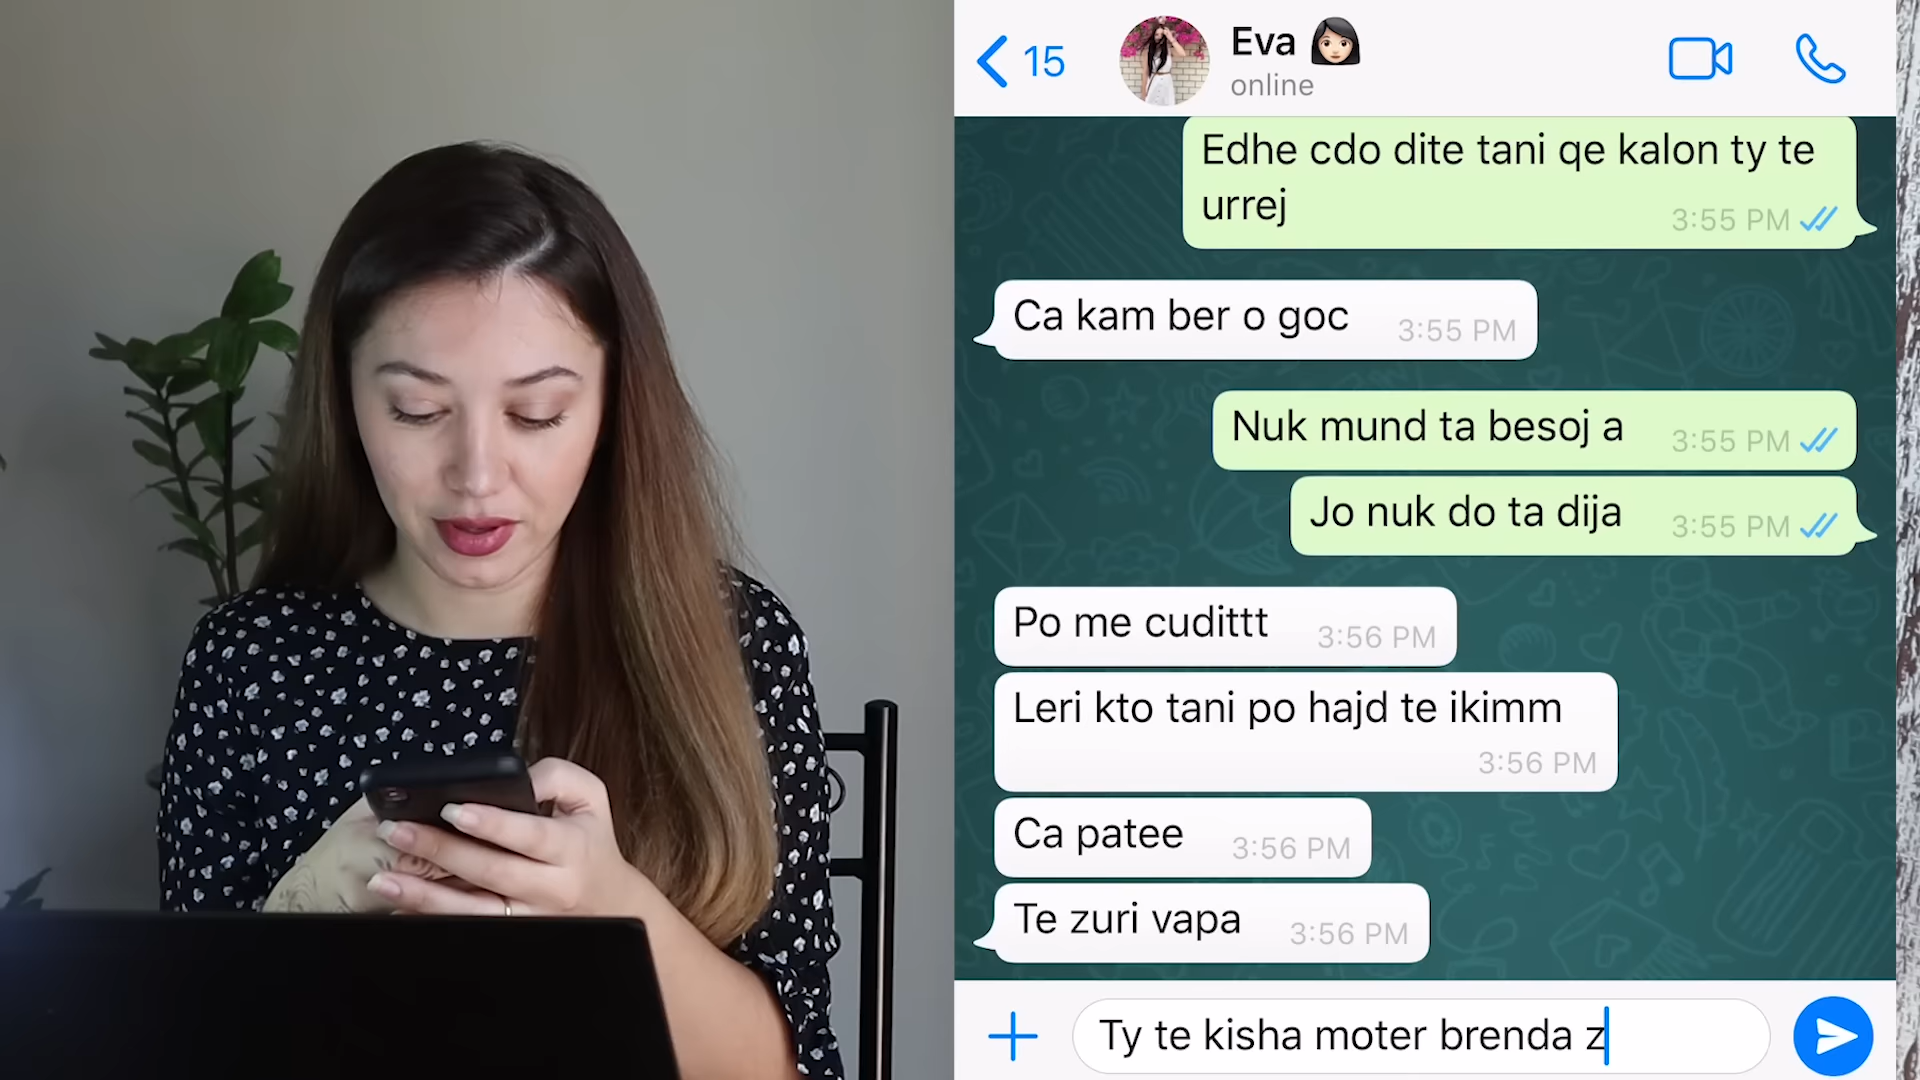 15
Eva
online
Edhe cdo dite tani qe kalon ty te
urrej
3:55 PM
Ca kam ber o goc
3:55 PM
Nuk mund ta besoj a
3:55 PM
Jo nuk do ta dija
3:55 PM
Po me cudittt
3:56 PM
Leri kto tani po hajd te ikimm
3:56 PM
Ca patee
3:56 PM
Te zuri vapa
3:56 PM
Ty te kisha moter brenda z